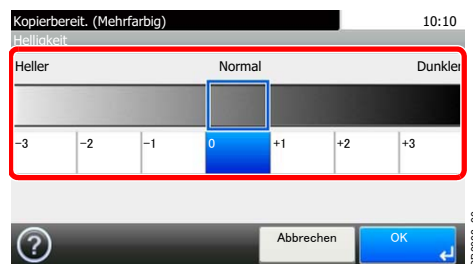 Kopierbereit. (Mehrfarbig) 10:10
Helligkeit
Heller Normal Dunkler
-3 -2 -1 0 +1 +2 +3
? Abbrechen OK